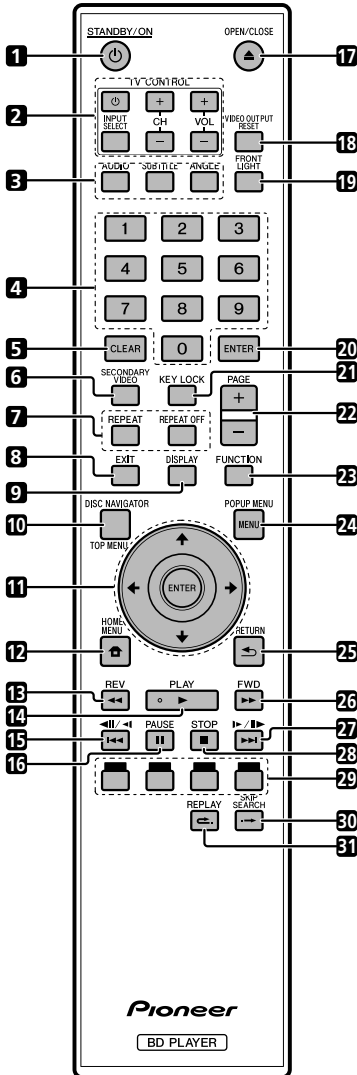 STANDBY/ON OPEN/CLOSE
1 17
TV CONTROL
2 INPUT SELECT + CH − + VOL − VIDEO OUTPUT RESET 18
3 AUDIO SUBTITLE ANGLE FRONT LIGHT 19
1 2 3
4 4 5 6
7 8 9
5 CLEAR 0 ENTER 20
6 SECONDARY VIDEO KEY LOCK 21 PAGE
+ 22
7 REPEAT REPEAT OFF −
8 EXIT DISPLAY FUNCTION 23
9
DISC NAVIGATOR POPUP MENU
10 MENU 24
TOP MENU
11 ENTER
HOME MENU RETURN
12 25
REV PLAY FWD
13 26
14
15 PAUSE STOP 27
16 28
29
REPLAY SKIP SEARCH 30
31
Pioneer
BD PLAYER